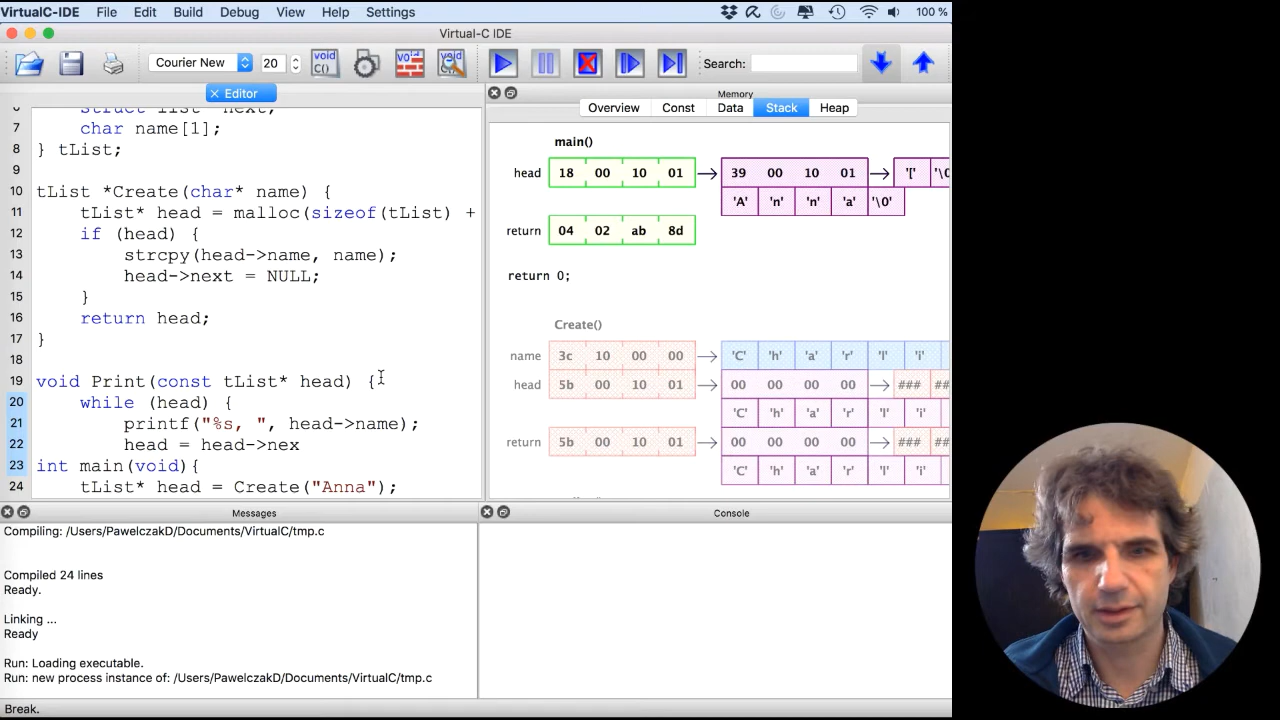 VirtualC-IDE File Edit Build Debug View Help Settings 100 %
Virtual-C IDE
Courier New 20 void C() Search:
Editor
7 char name[1];
8 } tList;
9
10 tList *Create(char* name) {
11 tList* head = malloc(sizeof(tList) +
12 if (head) {
13 strcpy(head->name, name);
14 head->next = NULL;
15 }
16 return head;
17 }
18
19 void Print(const tList* head) {
20 while (head) {
21 printf("%s, ", head->name);
22 head = head->nex
23 int main(void){
24 tList* head = Create("Anna");
Memory
Overview Const Data Stack Heap
main()
head 18 00 10 01 39 00 10 01 '[' '\0
'A' 'n' 'n' 'a' '\0'
return 04 02 ab 8d
return 0;
Create()
name 3c 10 00 00 'C' 'h' 'a' 'r' 'l' 'i'
head 5b 00 10 01 00 00 00 00 ### ##
'C' 'h' 'a' 'r' 'l' 'i'
return 5b 00 10 01 00 00 00 00 ### ##
'C' 'h' 'a' 'r' 'l' 'i'
Messages
Compiling: /Users/PawelczakD/Documents/VirtualC/tmp.c
Compiled 24 lines
Ready.
Linking ...
Ready
Run: Loading executable.
Run: new process instance of: /Users/PawelczakD/Documents/VirtualC/tmp.c
Console
Break.